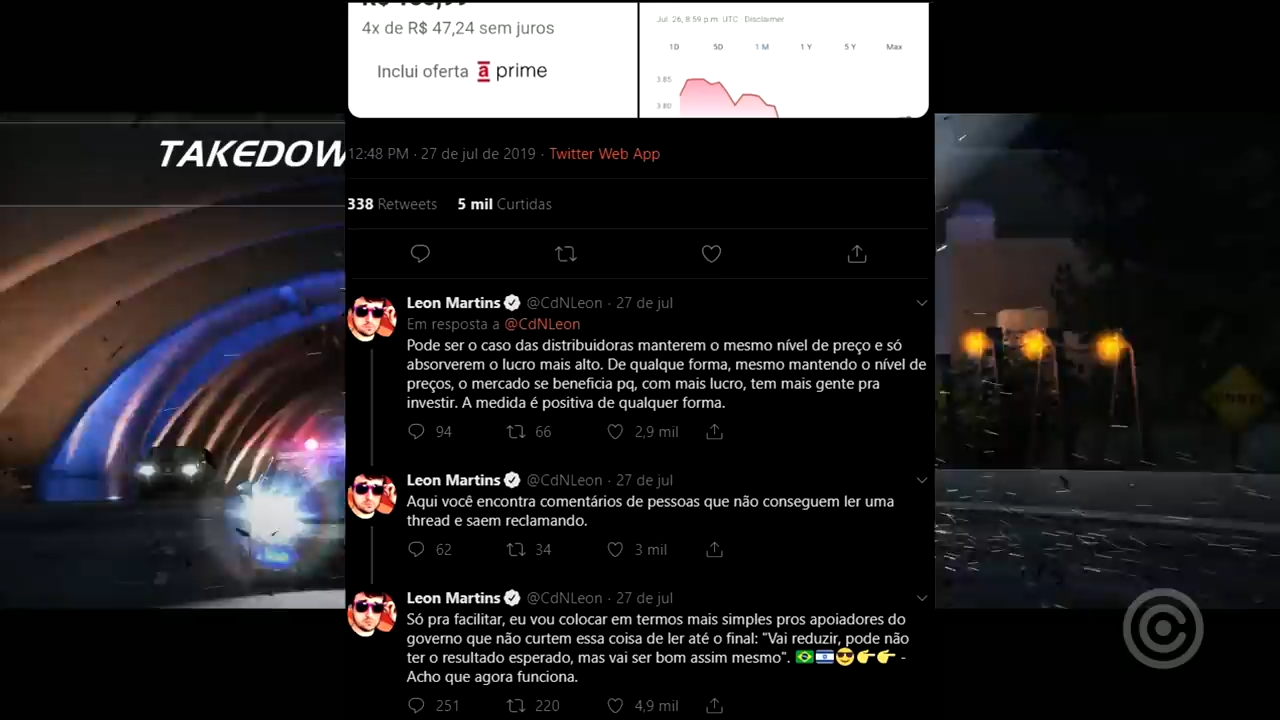 4x de R$ 47,24 sem juros
Inclui oferta a prime
Jul. 26, 8:59 p.m. UTC · Disclaimer
1D 5D 1 M 1 Y 5 Y Max
3.85
3.80
TAKEDOW
12:48 PM · 27 de jul de 2019 · Twitter Web App
338 Retweets 5 mil Curtidas
Leon Martins @CdNLeon · 27 de jul
Em resposta a @CdNLeon
Pode ser o caso das distribuidoras manterem o mesmo nível de preço e só
absorverem o lucro mais alto. De qualquer forma, mesmo mantendo o nível de
preços, o mercado se beneficia pq, com mais lucro, tem mais gente pra
investir. A medida é positiva de qualquer forma.
94 66 2,9 mil
Leon Martins @CdNLeon · 27 de jul
Aqui você encontra comentários de pessoas que não conseguem ler uma
thread e saem reclamando.
62 34 3 mil
Leon Martins @CdNLeon · 27 de jul
Só pra facilitar, eu vou colocar em termos mais simples pros apoiadores do
governo que não curtem essa coisa de ler até o final: "Vai reduzir, pode não
ter o resultado esperado, mas vai ser bom assim mesmo". 🇧🇷🇮🇱😎👉👉 -
Acho que agora funciona.
251 220 4,9 mil